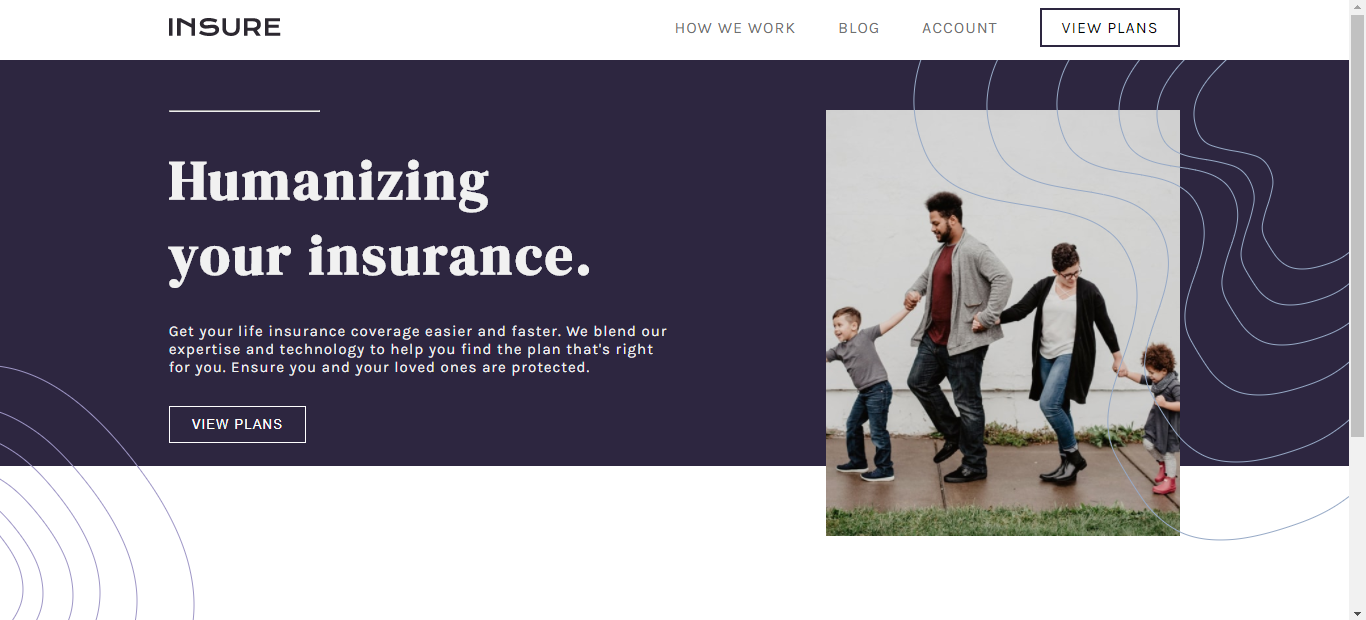 INSURE
HOW WE WORK
BLOG
ACCOUNT
VIEW PLANS
Humanizing
your insurance.
Get your life insurance coverage easier and faster. We blend our
expertise and technology to help you find the plan that's right
for you. Ensure you and your loved ones are protected.
VIEW PLANS